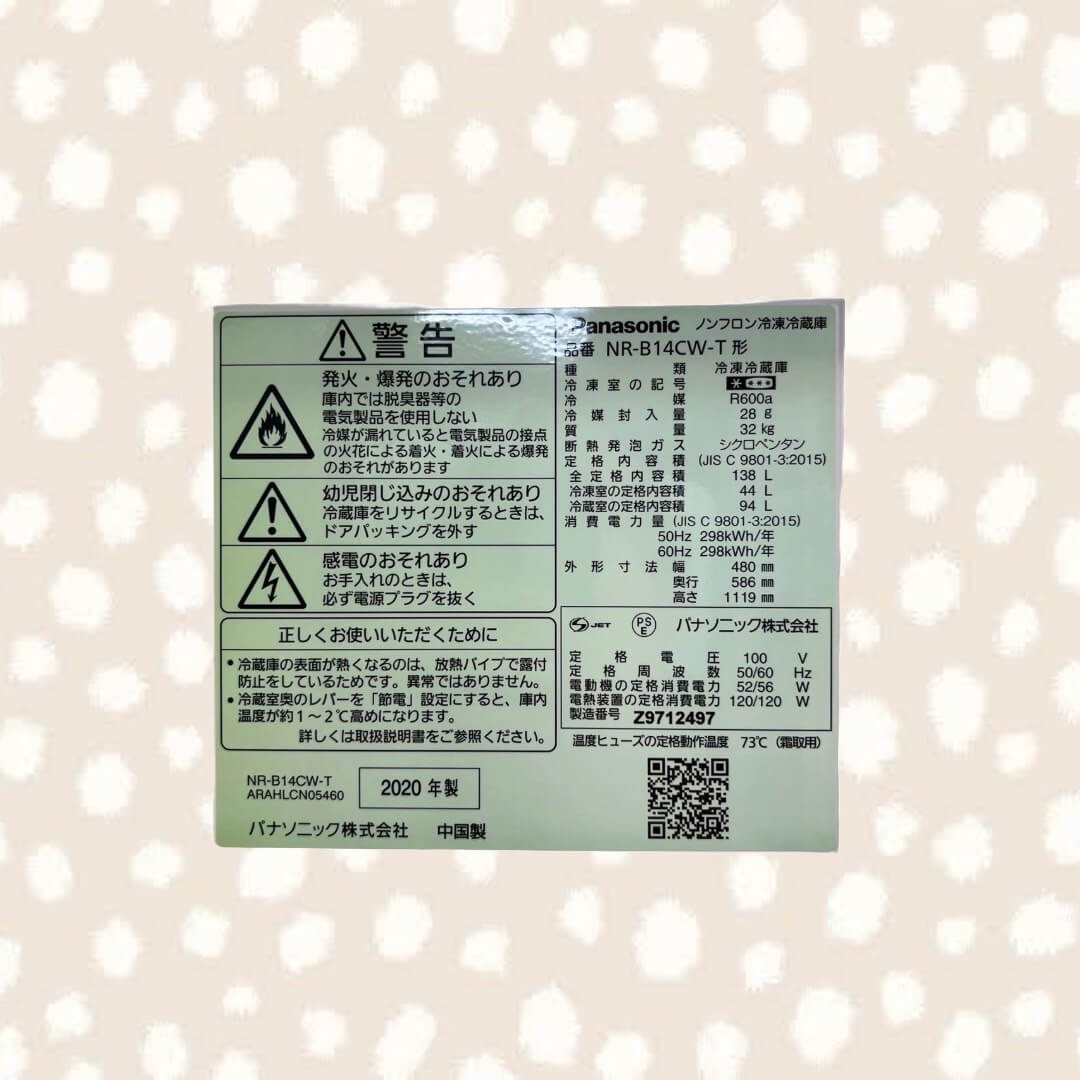 警告
発火・爆発のおそれあり
庫内では脱臭器等の
電気製品を使用しない
冷媒が漏れていると電気製品の接点
の火花による着火・着火による爆発
のおそれがあります
幼児閉じ込みのおそれあり
冷蔵庫をリサイクルするときは、
ドアパッキングを外す
感電のおそれあり
お手入れのときは、
必ず電源プラグを抜く
正しくお使いいただくために
•冷蔵庫の表面が熱くなるのは、放熱パイプで露付
防止をしているためです。異常ではありません。
•冷蔵室奥のレバーを「節電」設定にすると、庫内
温度が約1～2℃高めになります。
詳しくは取扱説明書をご参照ください。
NR-B14CW-T
ARAHLCN05460
2020 年製
パナソニック株式会社 中国製
Panasonic ノンフロン冷凍冷蔵庫
品番 NR-B14CW-T 形
種類 冷凍冷蔵庫
冷凍室の記号
冷媒 R600a
冷媒封入量 28 g
質量 32 kg
断熱発泡ガス シクロペンタン
定格内容積 (JIS C 9801-3:2015)
全定格内容積 138 L
冷凍室の定格内容積 44 L
冷蔵室の定格内容積 94 L
消費電力量 (JIS C 9801-3:2015)
50Hz 298kWh/年
60Hz 298kWh/年
外形寸法 幅 480 mm
奥行 586 mm
高さ 1119 mm
JET PSE パナソニック株式会社
定格電圧 100 V
定格周波数 50/60 Hz
電動機の定格消費電力 52/56 W
電熱装置の定格消費電力 120/120 W
製造番号 Z9712497
温度ヒューズの定格動作温度 73℃ (霜取用)